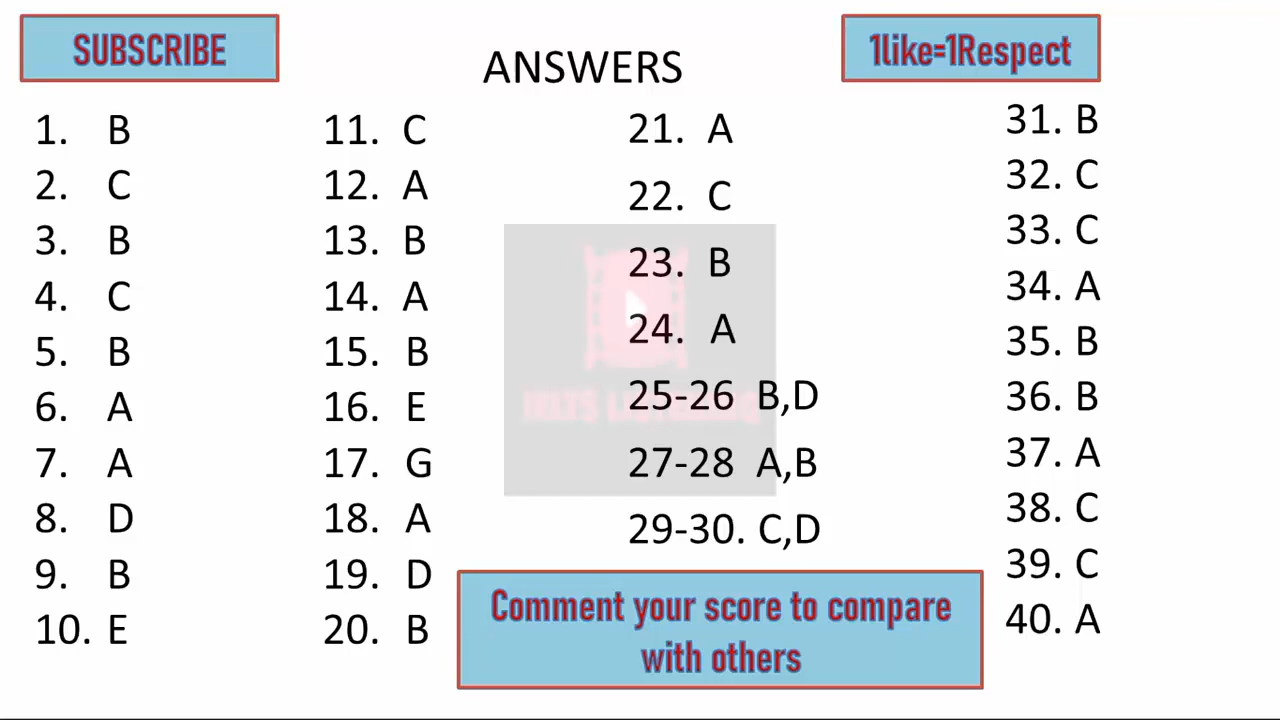 SUBSCRIBE
ANSWERS
1like=1Respect
1. B
2. C
3. B
4. C
5. B
6. A
7. A
8. D
9. B
10. E
11. C
12. A
13. B
14. A
15. B
16. E
17. G
18. A
19. D
20. B
21. A
22. C
23. B
24. A
25-26 B,D
27-28 A,B
29-30. C,D
31. B
32. C
33. C
34. A
35. B
36. B
37. A
38. C
39. C
40. A
IELTS LISTENING
Comment your score to compare
with others